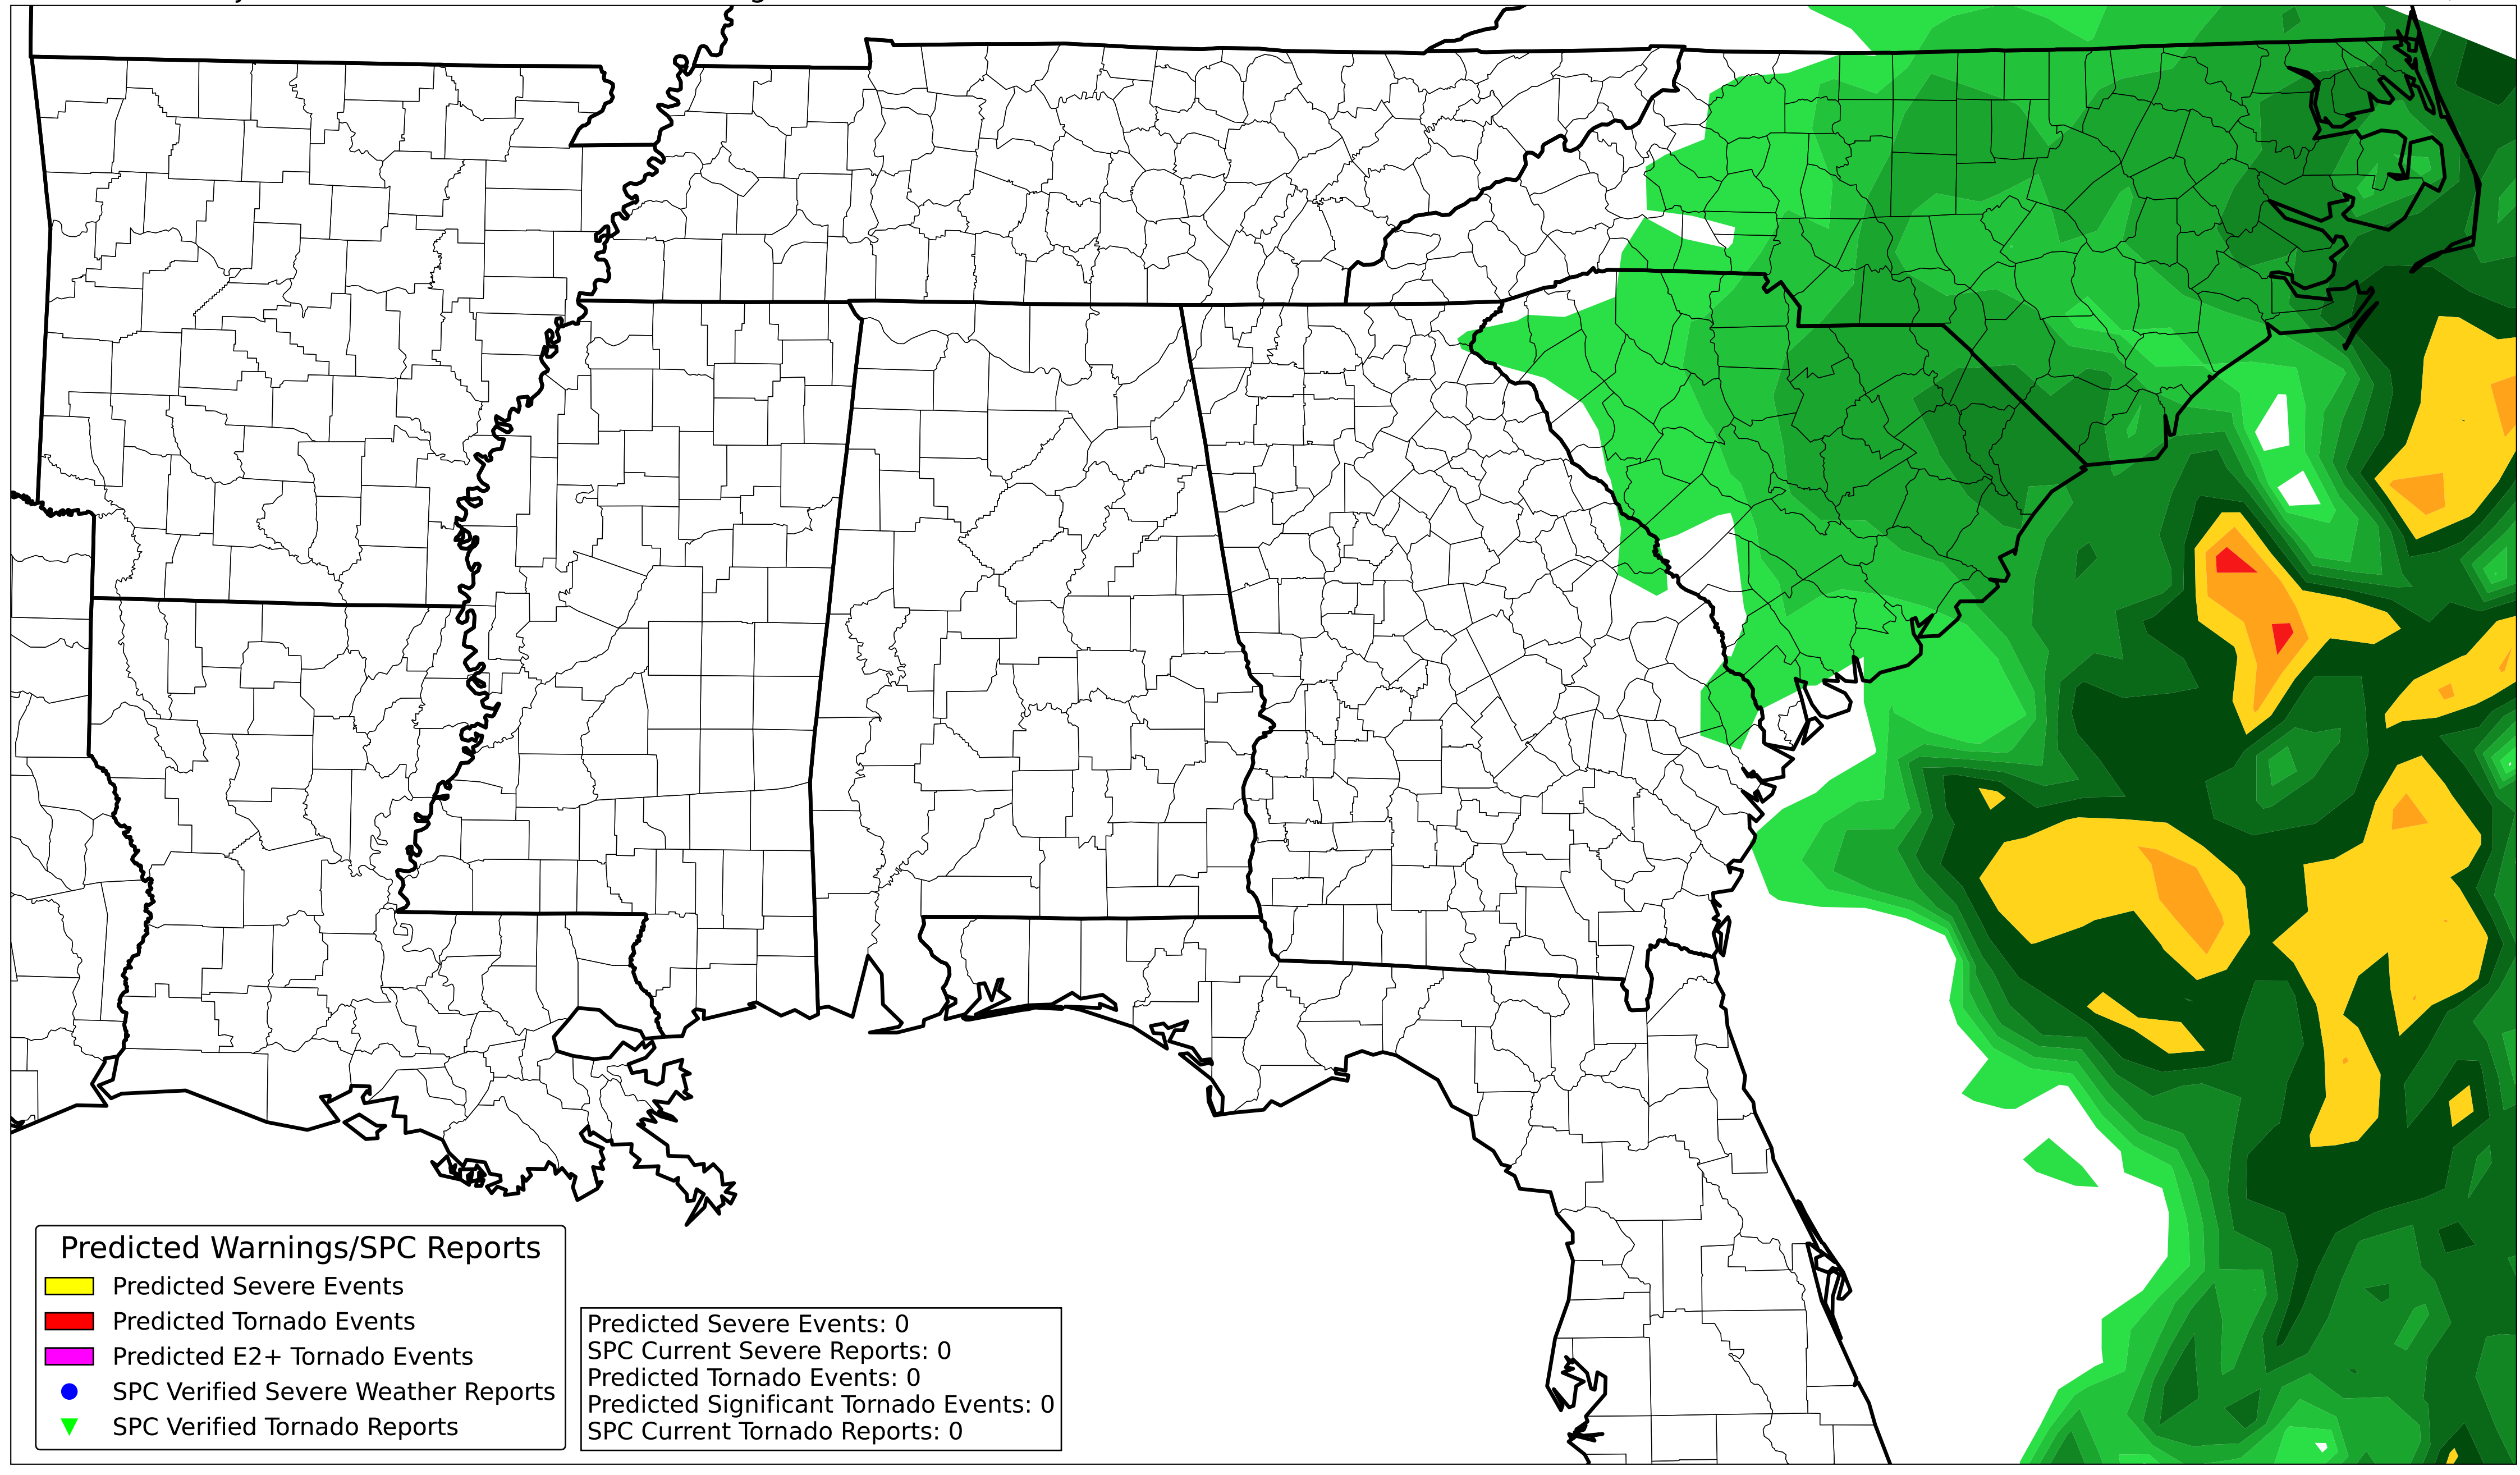 Predicted Warnings/SPC Reports
Predicted Severe Events
Predicted Tornado Events
Predicted E2+ Tornado Events
SPC Verified Severe Weather Reports
SPC Verified Tornado Reports
Predicted Severe Events: 0
SPC Current Severe Reports: 0
Predicted Tornado Events: 0
Predicted Significant Tornado Events: 0
SPC Current Tornado Reports: 0